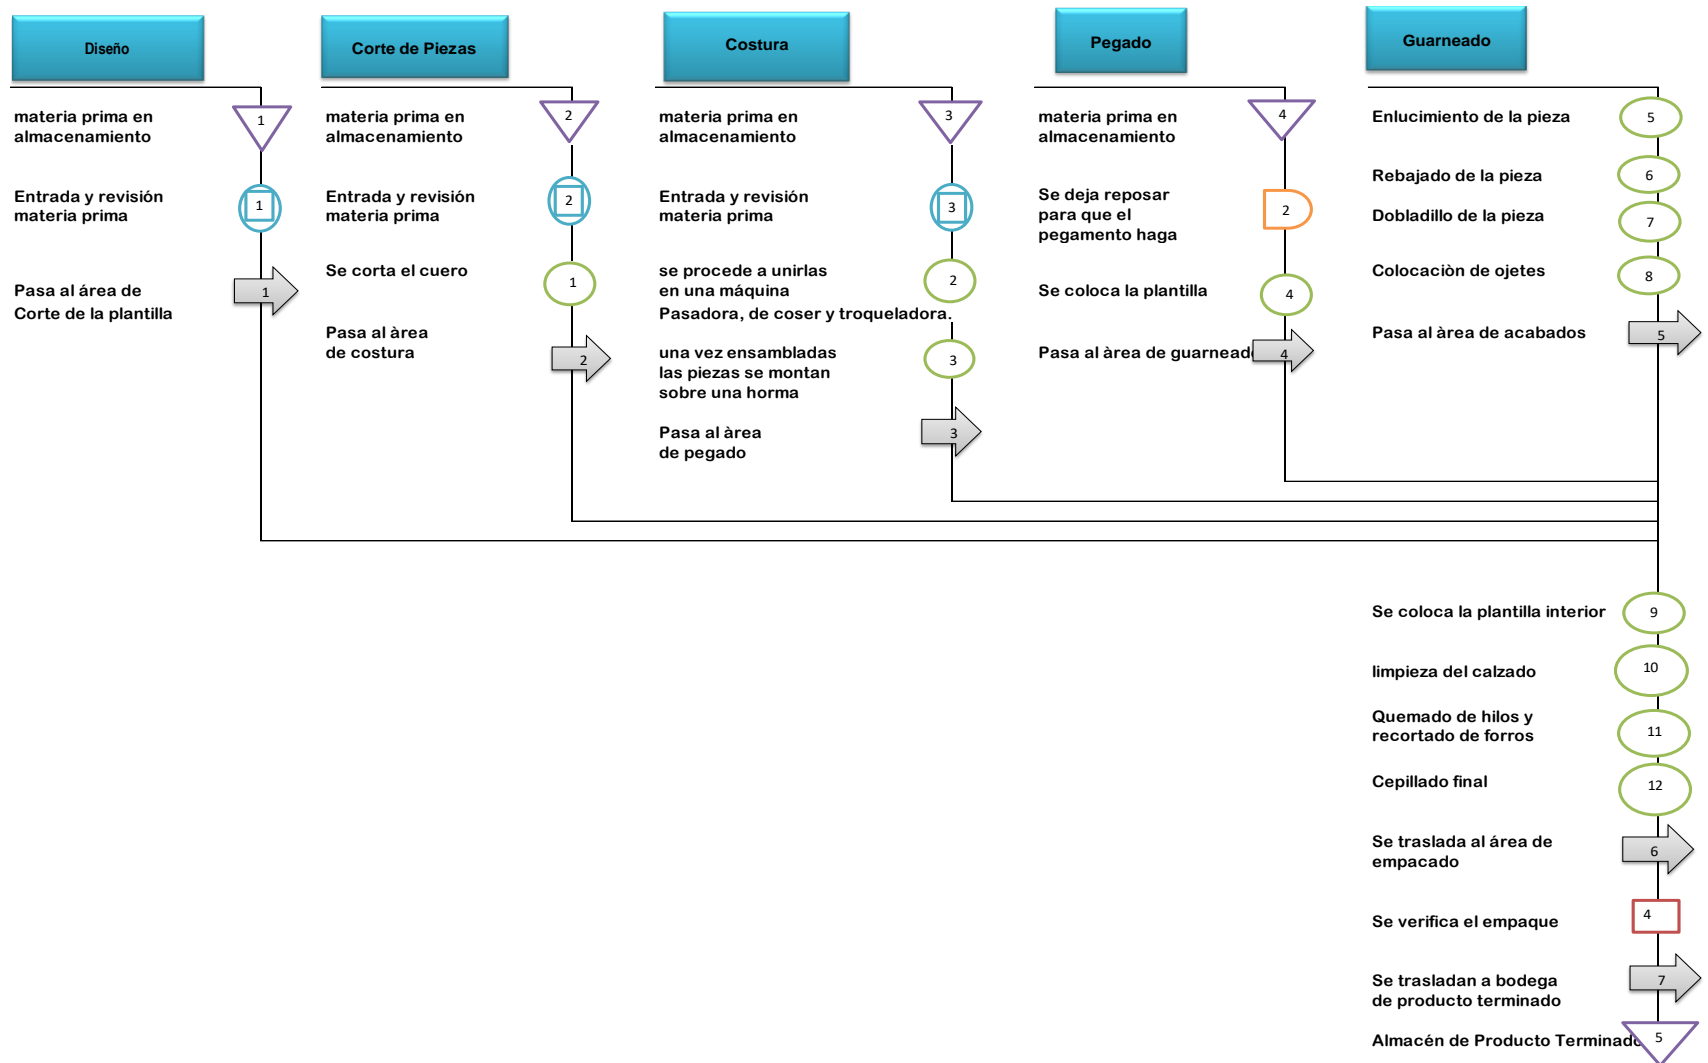 Diseño
materia prima en
almacenamiento
1
Entrada y revisión
materia prima
1
Pasa al área de
Corte de la plantilla
1
Corte de Piezas
materia prima en
almacenamiento
2
Entrada y revisión
materia prima
2
Se corta el cuero
1
Pasa al àrea
de costura
2
Costura
materia prima en
almacenamiento
3
Entrada y revisión
materia prima
3
se procede a unirlas
en una máquina
Pasadora, de coser y troqueladora.
2
una vez ensambladas
las piezas se montan
sobre una horma
3
Pasa al àrea
de pegado
3
Pegado
materia prima en
almacenamiento
4
Se deja reposar
para que el
pegamento haga
2
Se coloca la plantilla
4
Pasa al àrea de guarneado
4
Guarneado
Enlucimiento de la pieza
5
Rebajado de la pieza
6
Dobladillo de la pieza
7
Colocaciòn de ojetes
8
Pasa al àrea de acabados
5
Se coloca la plantilla interior
9
limpieza del calzado
10
Quemado de hilos y
recortado de forros
11
Cepillado final
12
Se traslada al área de
empacado
6
Se verifica el empaque
4
Se trasladan a bodega
de producto terminado
7
Almacén de Producto Terminado
5